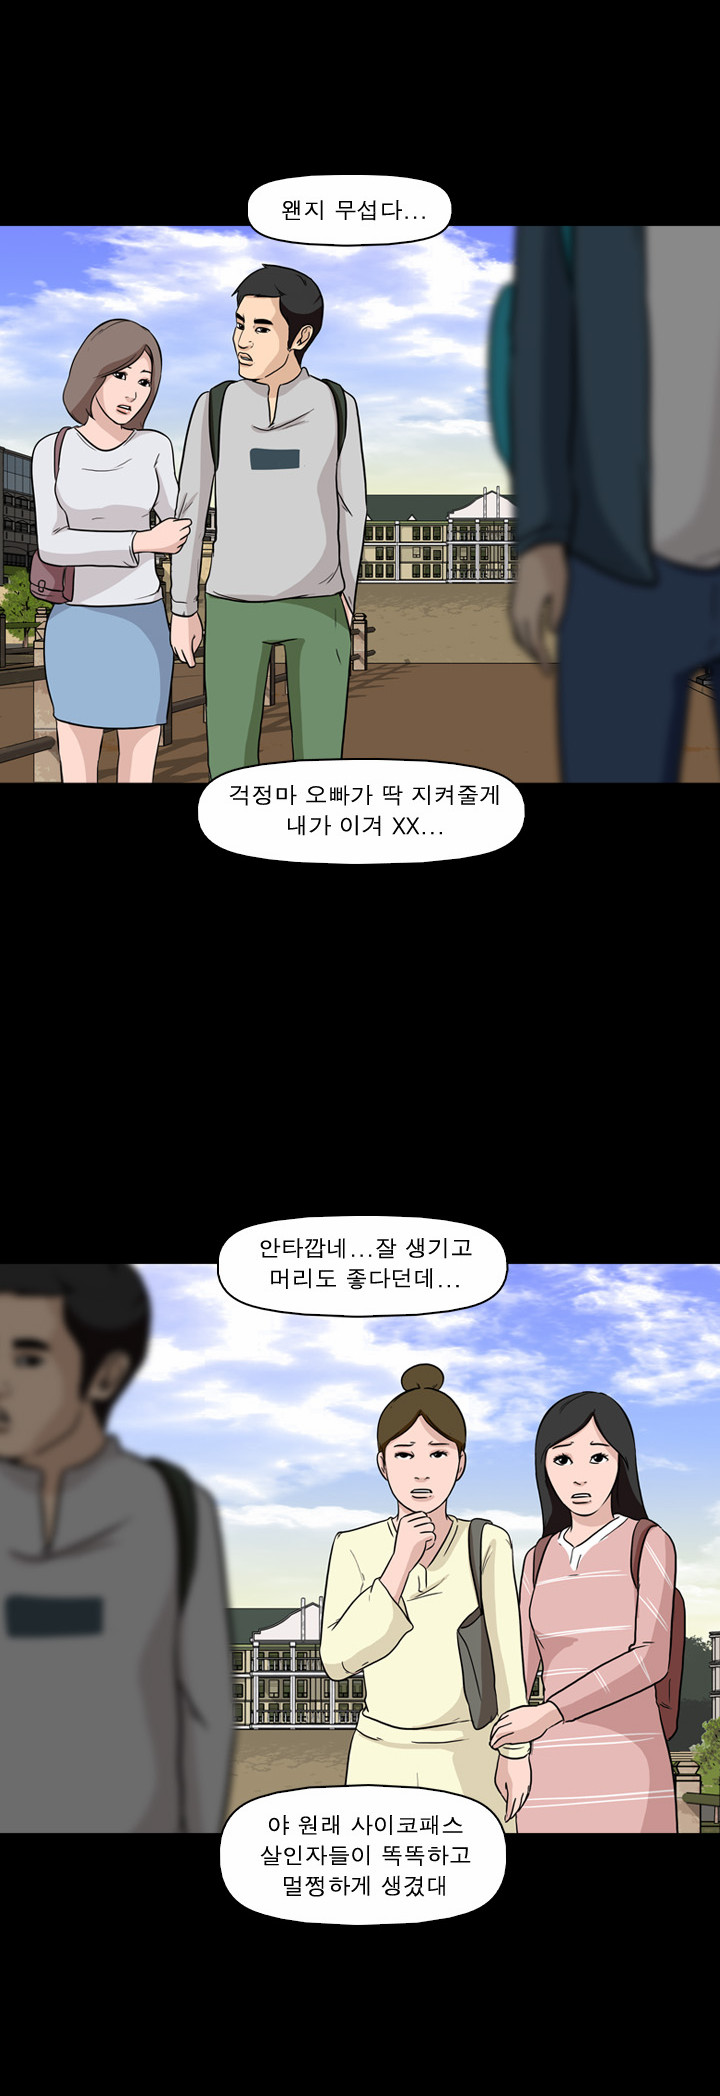 왠지 무섭다...
걱정마 오빠가 딱 지켜줄게
내가 이겨 XX...
안타깝네...잘 생기고
머리도 좋다던데...
야 원래 사이코패스
살인자들이 똑똑하고
멀쩡하게 생겼대